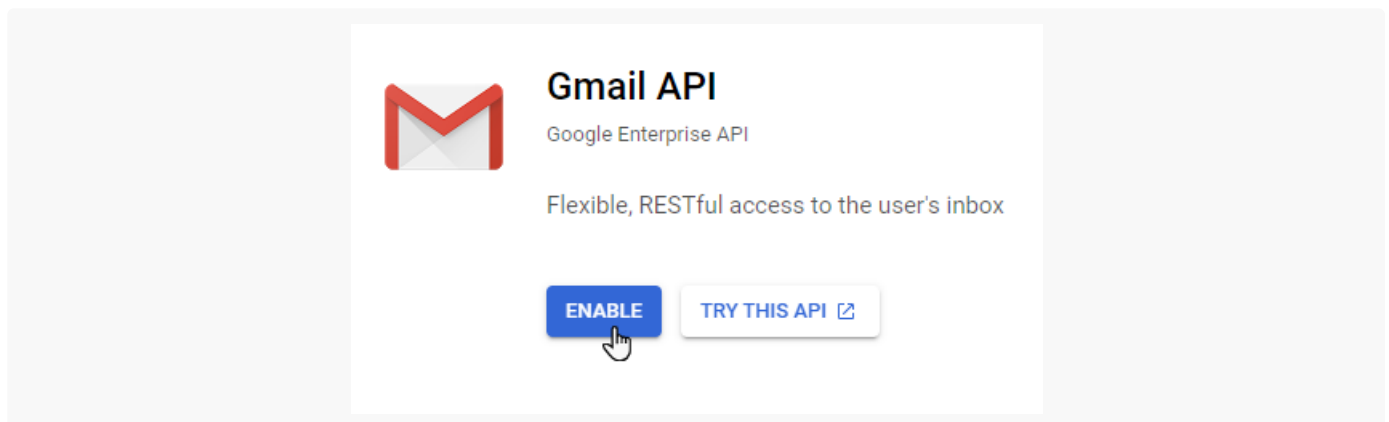 Gmail API
Google Enterprise API
Flexible, RESTful access to the user's inbox
ENABLE
TRY THIS API